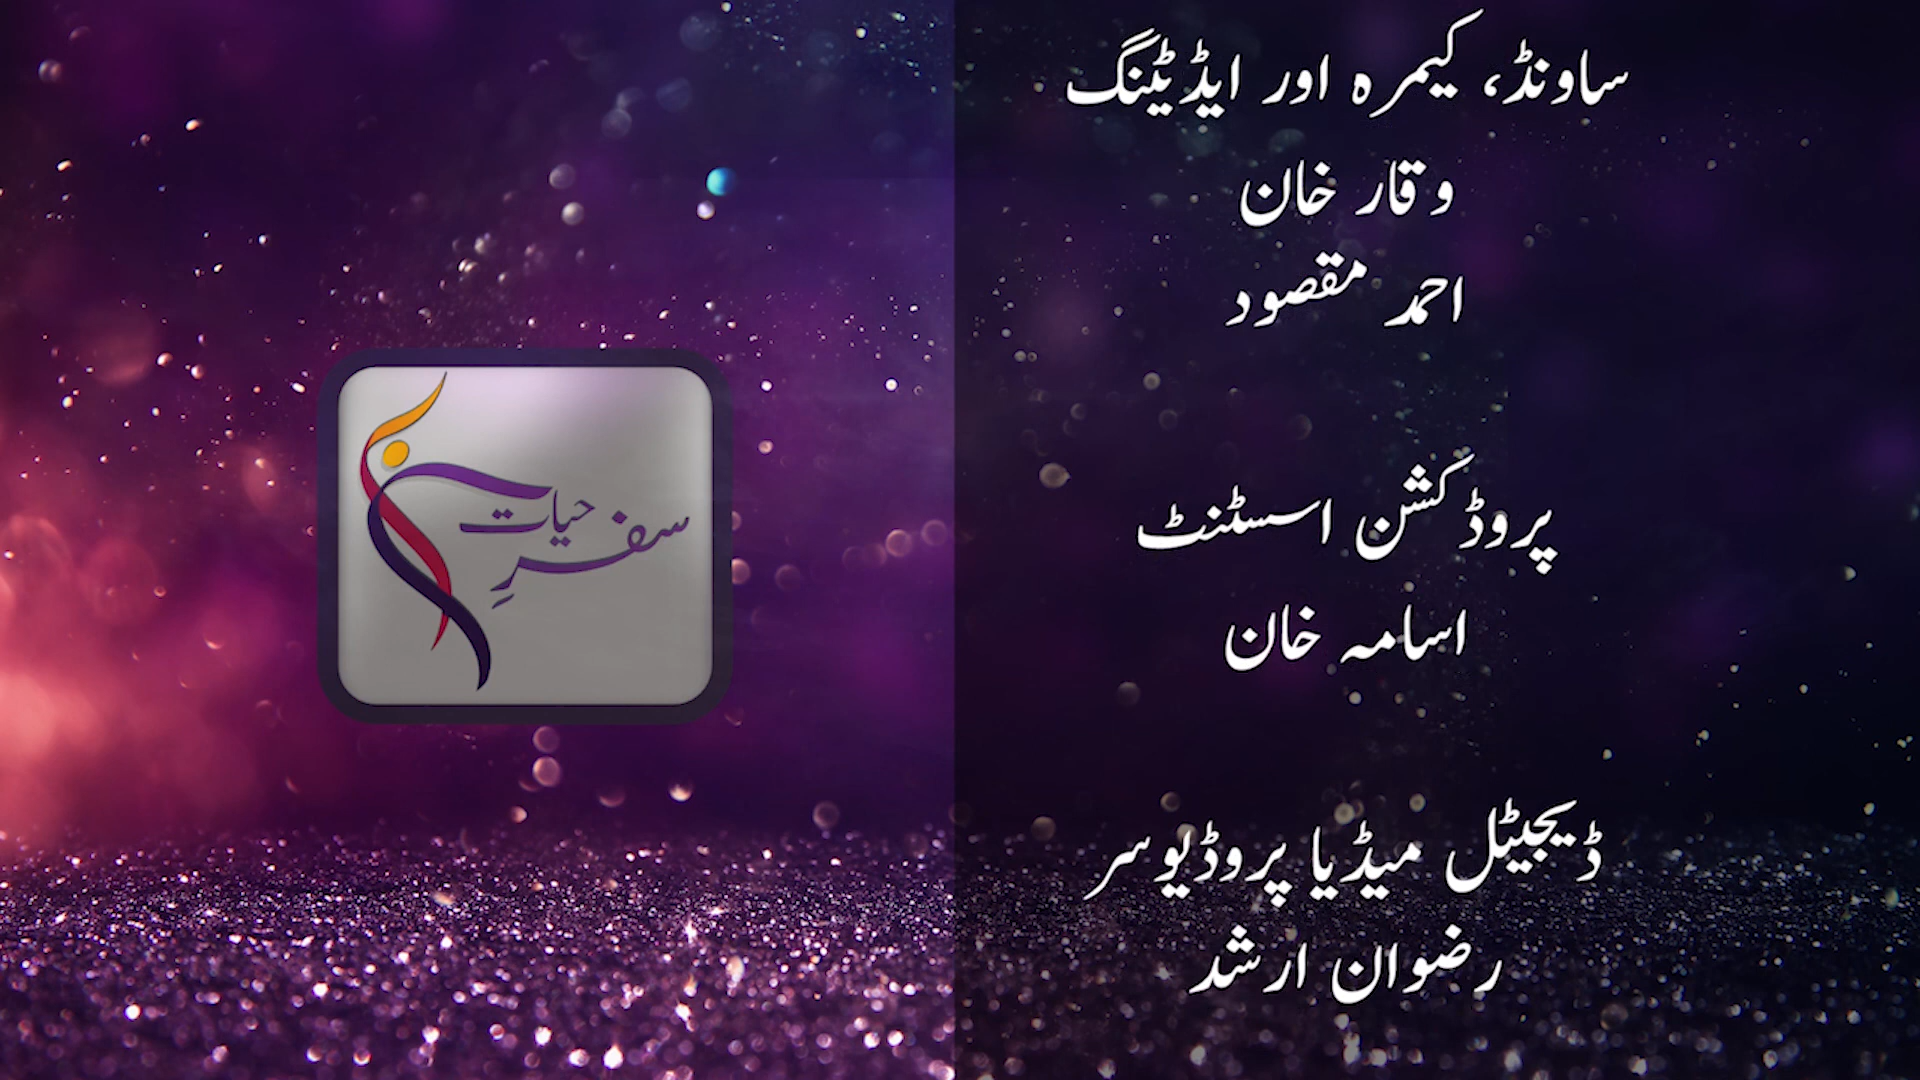 ساونڈ، کیمرہ اور ایڈیٹنگ
وقار خان
احمد مقصود
پروڈکشن اسسٹنٹ
اسامہ خان
ڈیجیٹل میڈیا پروڈیوسر
رضوان ارشد
سفرِ حیات